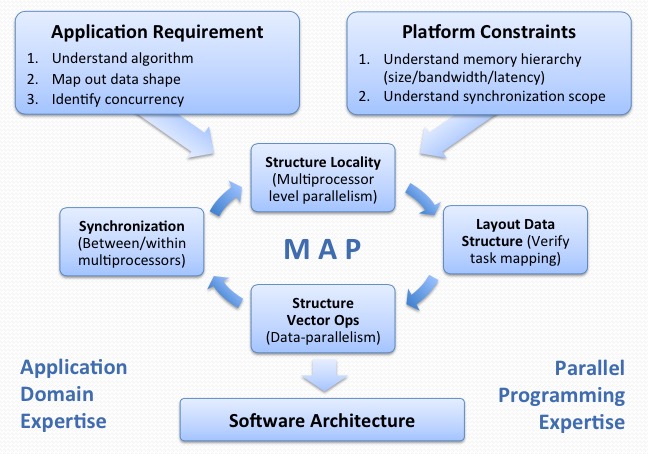 Application Requirement
1. Understand algorithm
2. Map out data shape
3. Identify concurrency
Platform Constraints
1. Understand memory hierarchy
(size/bandwidth/latency)
2. Understand synchronization scope
Structure Locality
(Multiprocessor
level parallelism)
Synchronization
(Between/within
multiprocessors)
MAP
Layout Data
Structure (Verify
task mapping)
Structure
Vector Ops
(Data-parallelism)
Application
Domain
Expertise
Parallel
Programming
Expertise
Software Architecture